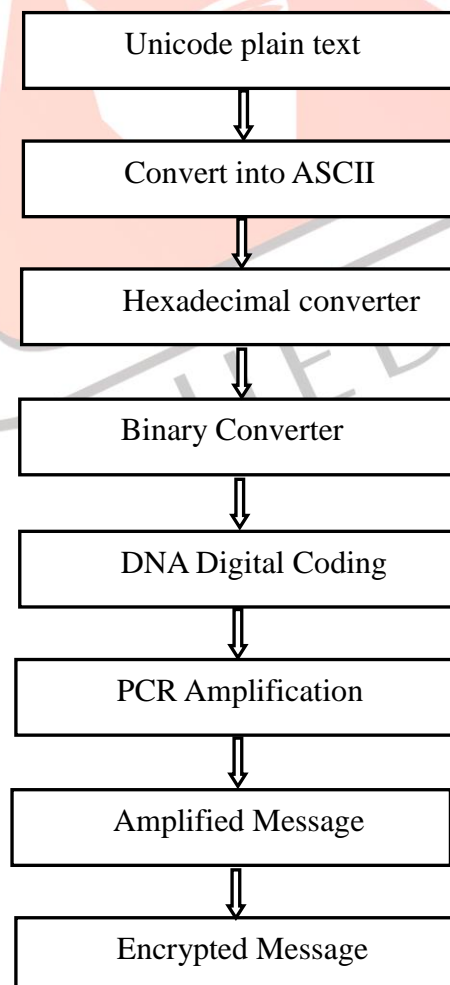 Unicode plain text
Convert into ASCII
Hexadecimal converter
Binary Converter
DNA Digital Coding
PCR Amplification
Amplified Message
Encrypted Message